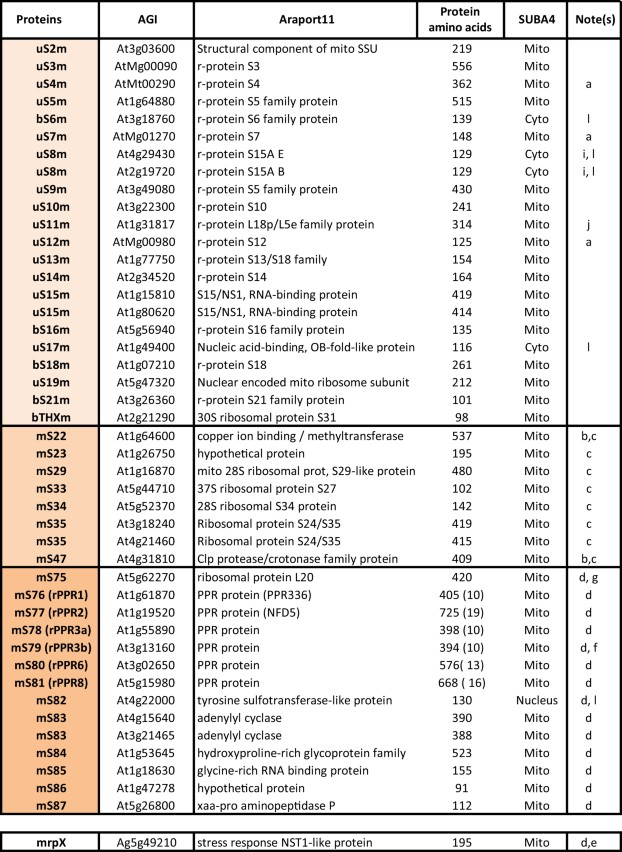 Proteins AGI Araport11 Protein amino acids SUBA4 Note(s)
uS2m At3g03600 Structural component of mito SSU 219 Mito
uS3m AtMg00090 r-protein S3 556 Mito
uS4m AtMt00290 r-protein S4 362 Mito a
uS5m At1g64880 r-protein S5 family protein 515 Mito
bS6m At3g18760 r-protein S6 family protein 139 Cyto l
uS7m AtMg01270 r-protein S7 148 Mito a
uS8m At4g29430 r-protein S15A E 129 Cyto i, l
uS8m At2g19720 r-protein S15A B 129 Cyto i, l
uS9m At3g49080 r-protein S5 family protein 430 Mito
uS10m At3g22300 r-protein S10 241 Mito
uS11m At1g31817 r-protein L18p/L5e family protein 314 Mito j
uS12m AtMg00980 r-protein S12 125 Mito a
uS13m At1g77750 r-protein S13/S18 family 154 Mito
uS14m At2g34520 r-protein S14 164 Mito
uS15m At1g15810 S15/NS1, RNA-binding protein 419 Mito
uS15m At1g80620 S15/NS1, RNA-binding protein 414 Mito
bS16m At5g56940 r-protein S16 family protein 135 Mito
uS17m At1g49400 Nucleic acid-binding, OB-fold-like protein 116 Cyto l
bS18m At1g07210 r-protein S18 261 Mito
uS19m At5g47320 Nuclear encoded mito ribosome subunit 212 Mito
bS21m At3g26360 r-protein S21 family protein 101 Mito
bTHXm At2g21290 30S ribosomal protein S31 98 Mito
mS22 At1g64600 copper ion binding / methyltransferase 537 Mito b,c
mS23 At1g26750 hypothetical protein 195 Mito c
mS29 At1g16870 mito 28S ribosomal prot, S29-like protein 480 Mito c
mS33 At5g44710 37S ribosomal protein S27 102 Mito c
mS34 At5g52370 28S ribosomal S34 protein 142 Mito c
mS35 At3g18240 Ribosomal protein S24/S35 419 Mito c
mS35 At4g21460 Ribosomal protein S24/S35 415 Mito c
mS47 At4g31810 Clp protease/crotonase family protein 409 Mito b,c
mS75 At5g62270 ribosomal protein L20 420 Mito d, g
mS76 (rPPR1) At1g61870 PPR protein (PPR336) 405 (10) Mito d
mS77 (rPPR2) At1g19520 PPR protein (NFD5) 725 (19) Mito d
mS78 (rPPR3a) At1g55890 PPR protein 398 (10) Mito d
mS79 (rPPR3b) At3g13160 PPR protein 394 (10) Mito d, f
mS80 (rPPR6) At3g02650 PPR protein 576( 13) Mito d
mS81 (rPPR8) At5g15980 PPR protein 668 ( 16) Mito d
mS82 At4g22000 tyrosine sulfotransferase-like protein 130 Nucleus d, l
mS83 At4g15640 adenylyl cyclase 390 Mito d
mS83 At3g21465 adenylyl cyclase 388 Mito d
mS84 At1g53645 hydroxyproline-rich glycoprotein family 523 Mito d
mS85 At1g18630 glycine-rich RNA binding protein 155 Mito d
mS86 At1g47278 hypothetical protein 91 Mito d
mS87 At5g26800 xaa-pro aminopeptidase P 112 Mito d
mrpX Ag5g49210 stress response NST1-like protein 195 Mito d,e